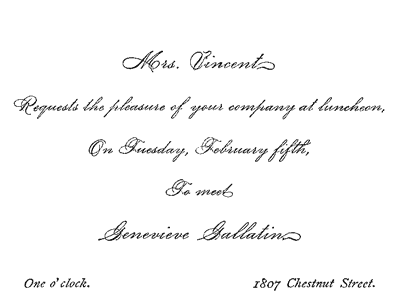 Mrs. Vincent
Requests the pleasure of your company at luncheon,
On Tuesday, February fifth,
To meet
Genevieve Gallatin
One o'clock.
1807 Chestnut Street.